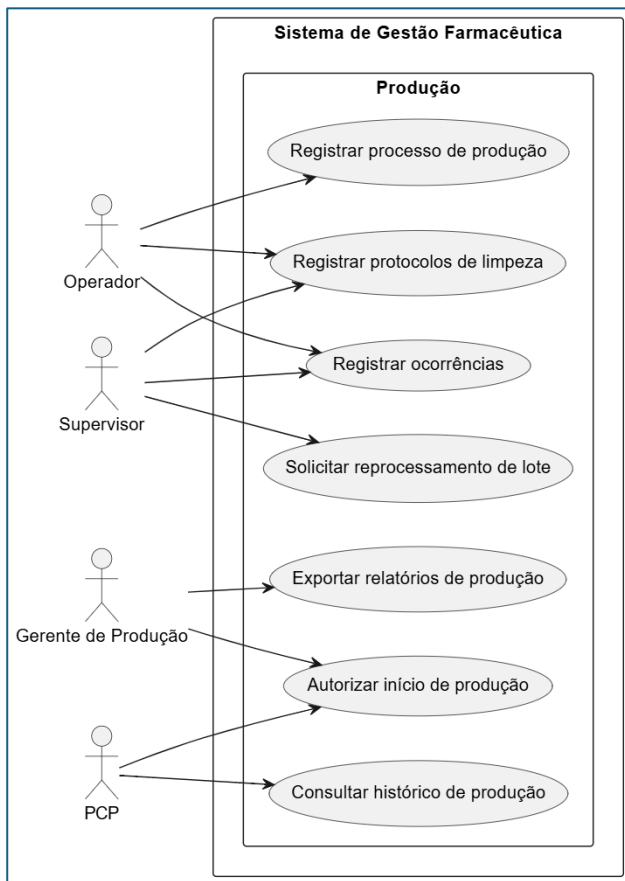 Sistema de Gestão Farmacêutica
Produção
Registrar processo de produção
Operador
Registrar protocolos de limpeza
Supervisor
Registrar ocorrências
Solicitar reprocessamento de lote
Gerente de Produção
Exportar relatórios de produção
Autorizar início de produção
PCP
Consultar histórico de produção